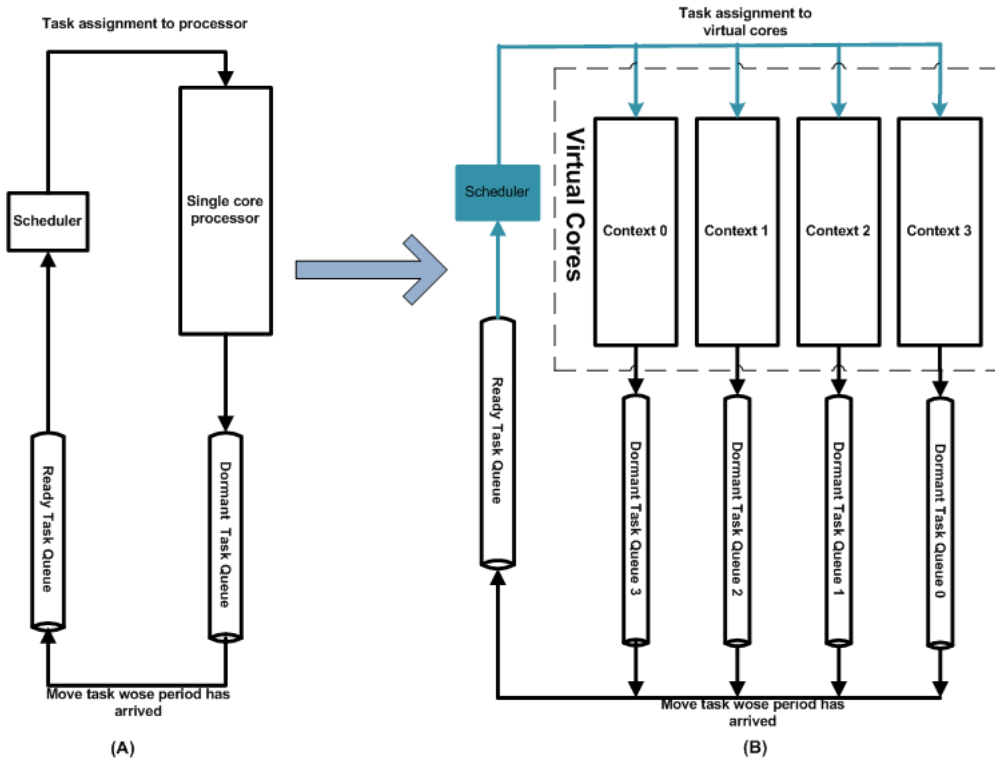 Task assignment to processor
Scheduler
Single core
processor
Ready Task Queue
Dormant Task Queue
Move task wose period has
arrived
(A)
Task assignment to
virtual cores
Virtual Cores
Scheduler
Context 0
Context 1
Context 2
Context 3
Ready Task Queue
Dormant Task Queue 3
Dormant Task Queue 2
Dormant Task Queue 1
Dormant Task Queue 0
Move task wose period has
arrived
(B)